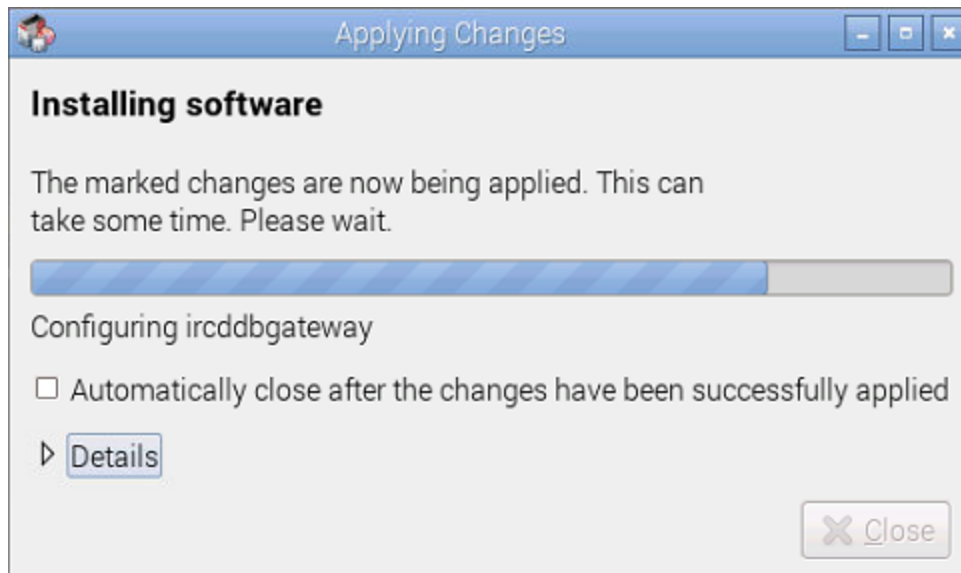 Applying Changes
Installing software
The marked changes are now being applied. This can
take some time. Please wait.
Configuring ircddbgateway
Automatically close after the changes have been successfully applied
Details
Close